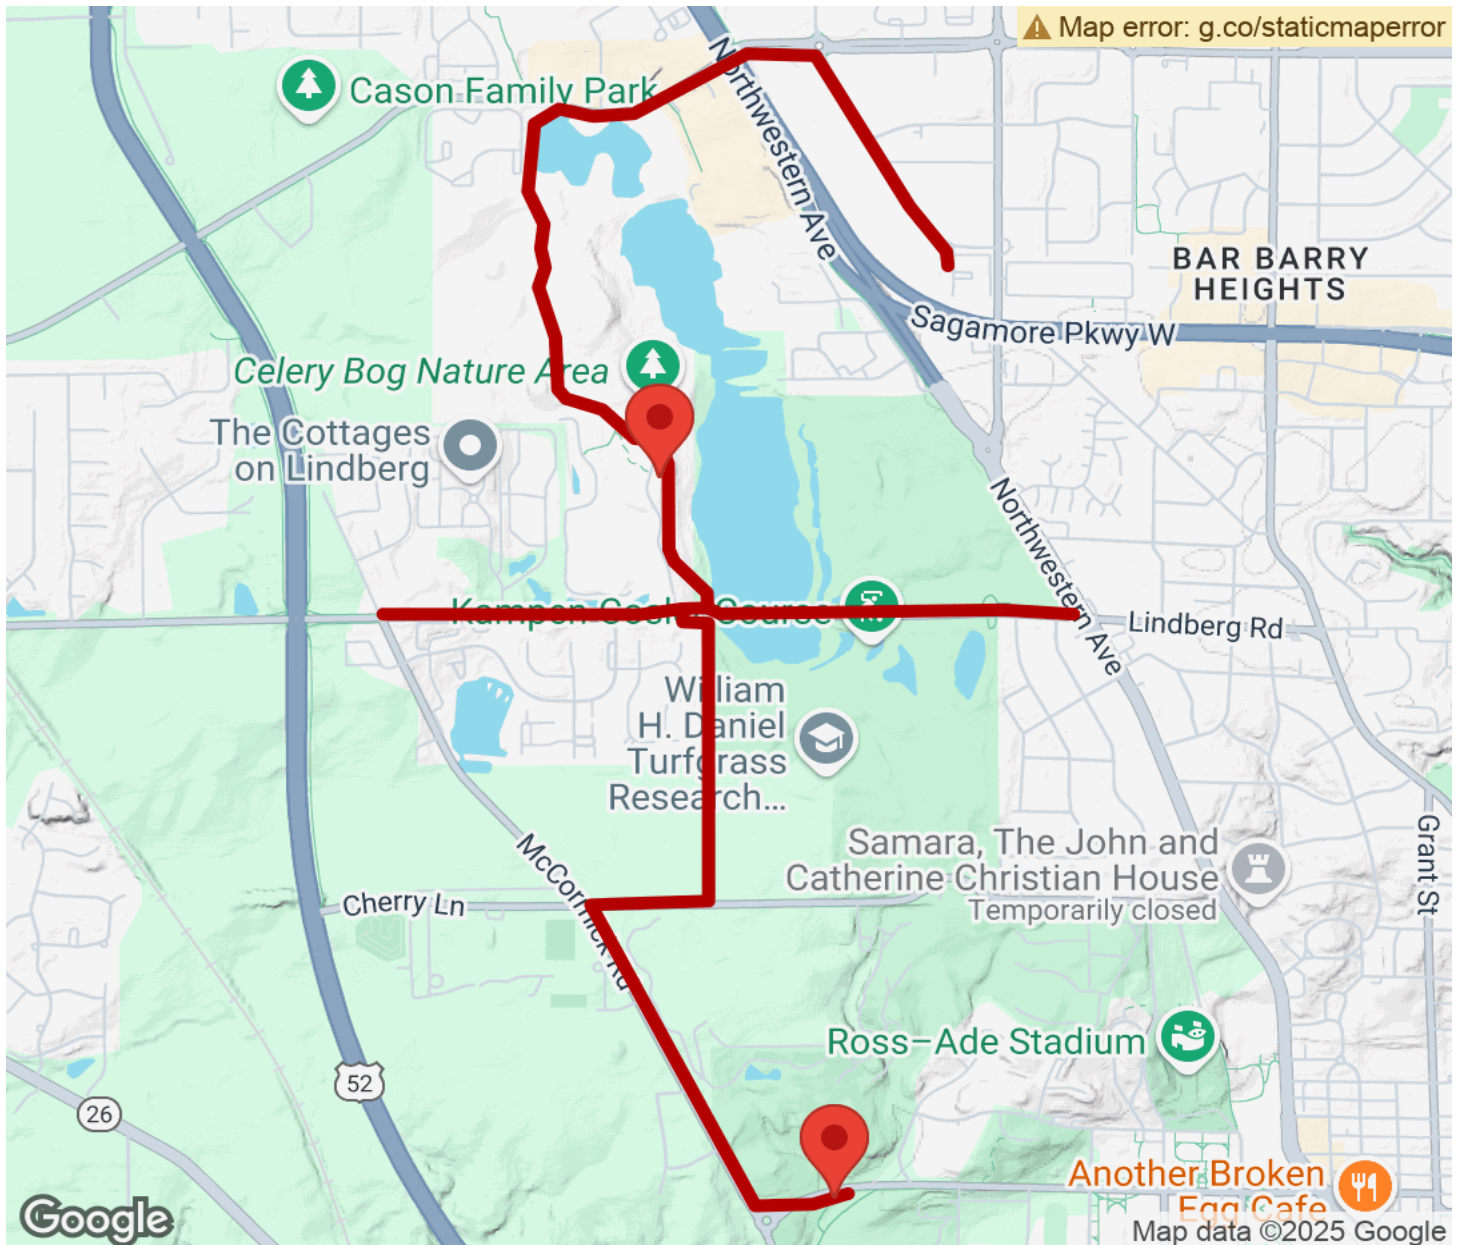 Map error: g.co/staticmaperror
Northwestern Ave
Cason Family Park
BAR BARRY
HEIGHTS
Sagamore Pkwy W
Celery Bog Nature Area
The Cottages
on Lindberg
Northwestern Ave
Kampen-Cosler Course
Lindberg Rd
William
H. Daniel
Turfgrass
Research...
McCormick Rd
Samara, The John and
Catherine Christian House
Temporarily closed
Grant St
Cherry Ln
Ross–Ade Stadium
52
26
Another Broken
Egg Cafe
Google
Map data ©2025 Google